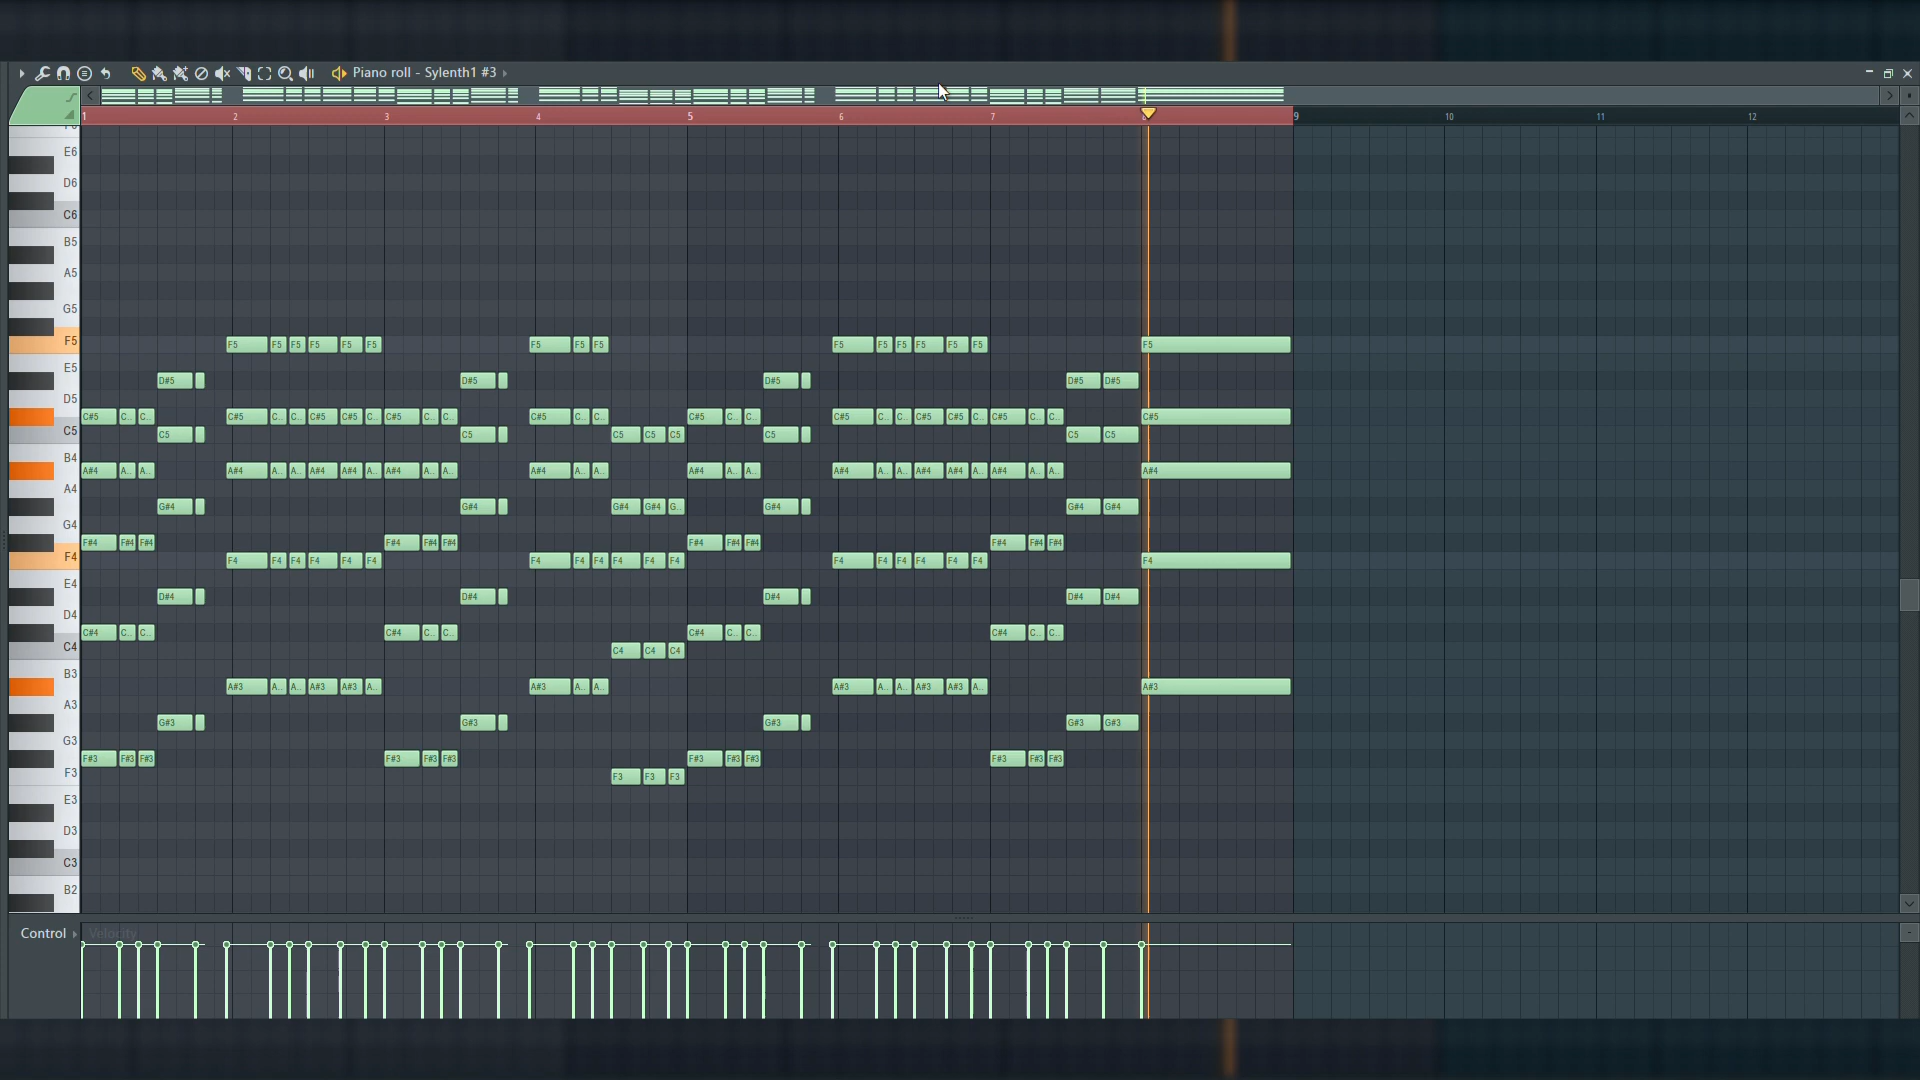 Piano roll - Sylenth1 #3
1 2 3 4 5 6 7 8 9 10 11 12
E6
D6
C6
B5
A5
G5
F5 F5 F5 F5 F5 F5 F5 F5 F5 F5 F5 F5 F5 F5 F5 F5 F5
E5
D#5 D#5 D#5 D#5 D#5
D5
C#5 C.. C.. C#5 C.. C.. C#5 C#5 C.. C#5 C.. C.. C#5 C.. C.. C#5 C.. C.. C#5 C.. C.. C#5 C#5 C.. C#5 C.. C.. C#5
C5 C5 C5 C5 C5 C5 C5 C5 C5
B4
A#4 A.. A.. A#4 A.. A.. A#4 A#4 A.. A#4 A.. A.. A#4 A.. A.. A#4 A.. A.. A#4 A.. A.. A#4 A#4 A.. A#4 A.. A.. A#4
A4
G#4 G#4 G#4 G#4 G.. G#4 G#4 G#4
G4
F#4 F#4 F#4 F#4 F#4 F#4 F#4 F#4 F#4 F#4 F#4 F#4
F4 F4 F4 F4 F4 F4 F4 F4 F4 F4 F4 F4 F4 F4 F4 F4 F4 F4 F4 F4
E4
D#4 D#4 D#4 D#4 D#4
D4
C#4 C.. C.. C#4 C.. C.. C#4 C.. C.. C#4 C.. C..
C4 C4 C4 C4
B3
A#3 A.. A.. A#3 A#3 A.. A#3 A.. A.. A#3 A.. A.. A#3 A#3 A.. A#3
A3
G#3 G#3 G#3 G#3 G#3
G3
F#3 F#3 F#3 F#3 F#3 F#3 F#3 F#3 F#3 F#3 F#3 F#3
F3 F3 F3 F3
E3
D3
C3
B2
Control Velocity